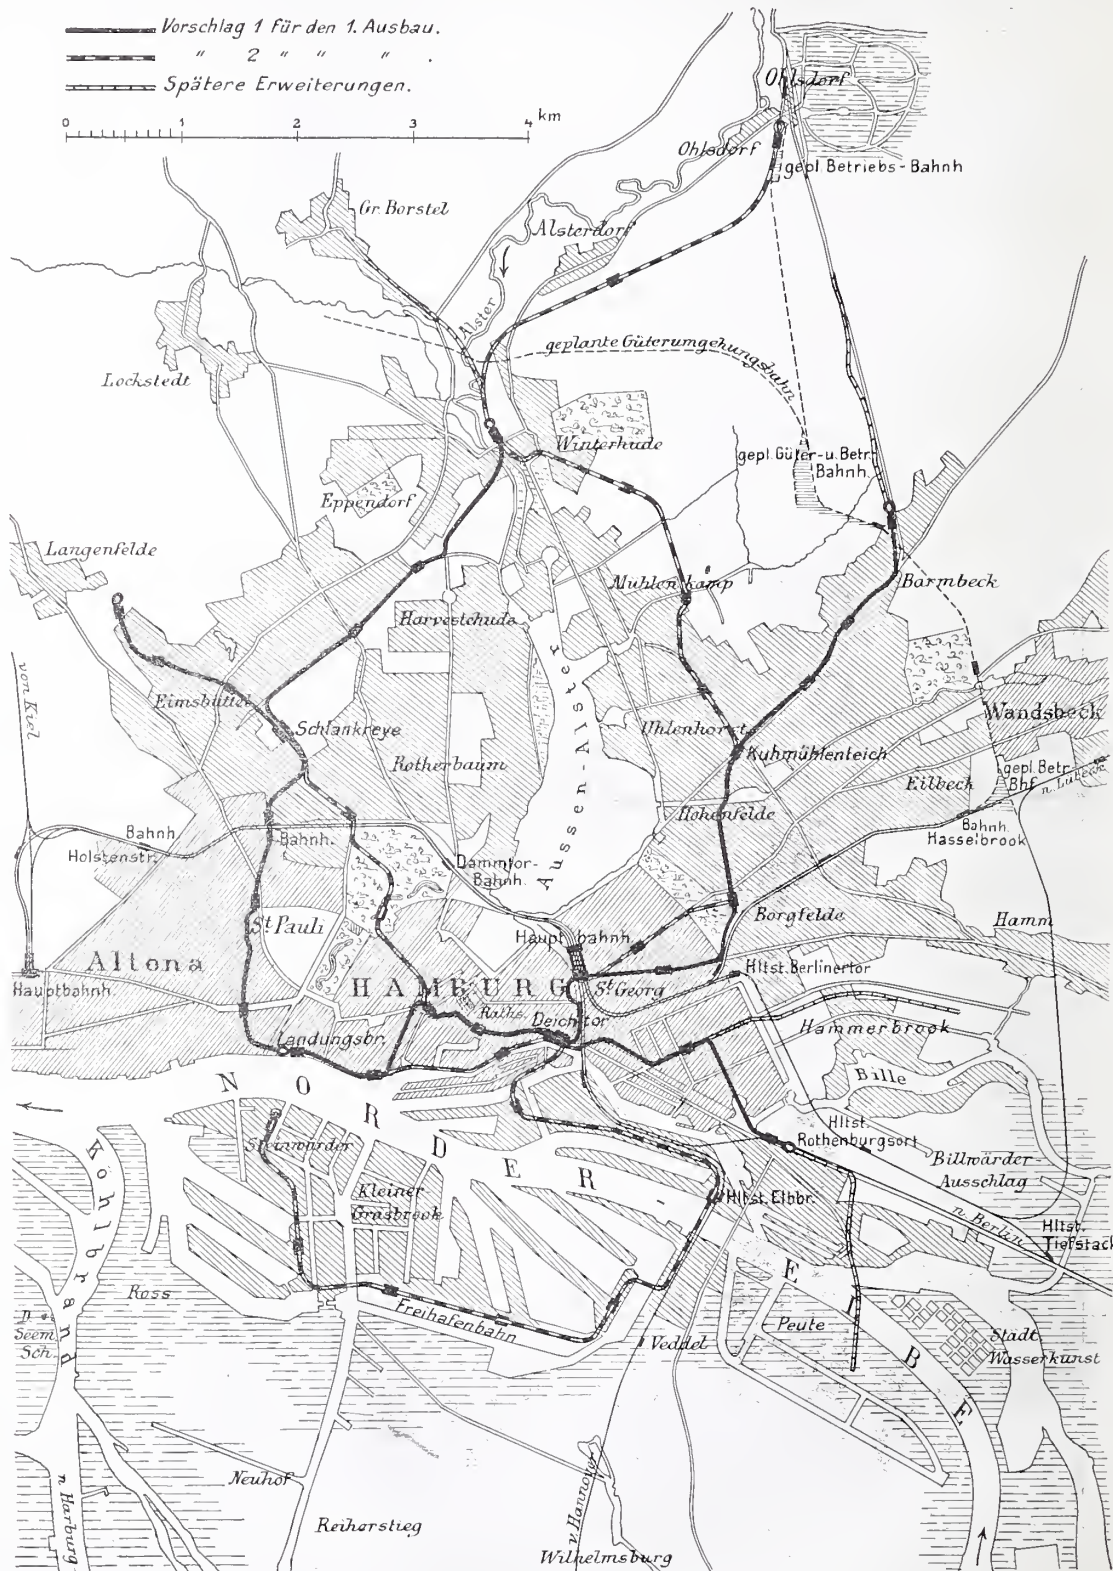 Vorschlag 1 für den 1. Ausbau.
" 2 " " " .
Spätere Erweiterungen.
0 1 2 3 4 km
Ohlsdorf
Ohlsdorf
gepl. Betriebs-Bahnh
Gr. Borstel
Alsterdorf
Alster
geplante Güterumgehungsbahn
Lockstedt
Winterhude
gepl. Güter-u. Betr.
Bahnh.
Eppendorf
Langenfelde
Mühlenkamp
Barmbeck
Harvestehude
von Kiel
Eimsbüttel
Schlankreye
Uhlenhorst
Wandsbeck
Rotherbaum
Kuhmühlenteich
Eilbeck
gepl. Betr.
Bhf.
n. Lübeck
Aussen-Alster
Hohenfelde
Bahnh.
Holstenstr.
Bahnh.
Bahnh.
Hasselbrook
Dammtor-
Bahnh.
St. Pauli
Borgfelde
Hamm
Hauptbahnh.
Altona
Hltst. Berlinertor
Hauptbahnh.
HAMBURG
St. Georg
Raths.
Deichtor
Hammerbrook
Landungsbr.
Bille
NORDER
Hltst.
Rothenburgsort
Steinwärder
Billwärder
Ausschlag
Köhlbrand
Kleiner
Grasbrook
Hltst. Elbbr.
n. Berlin
Hltst.
Tiefstack
ELBE
Ross
Freihafenbahn
Peute
Seem.
Sch.
Veddel
Städt.
Wasserkunst
Neuhof
v. Hannover
n. Harburg
Reiherstieg
Wilhelmsburg